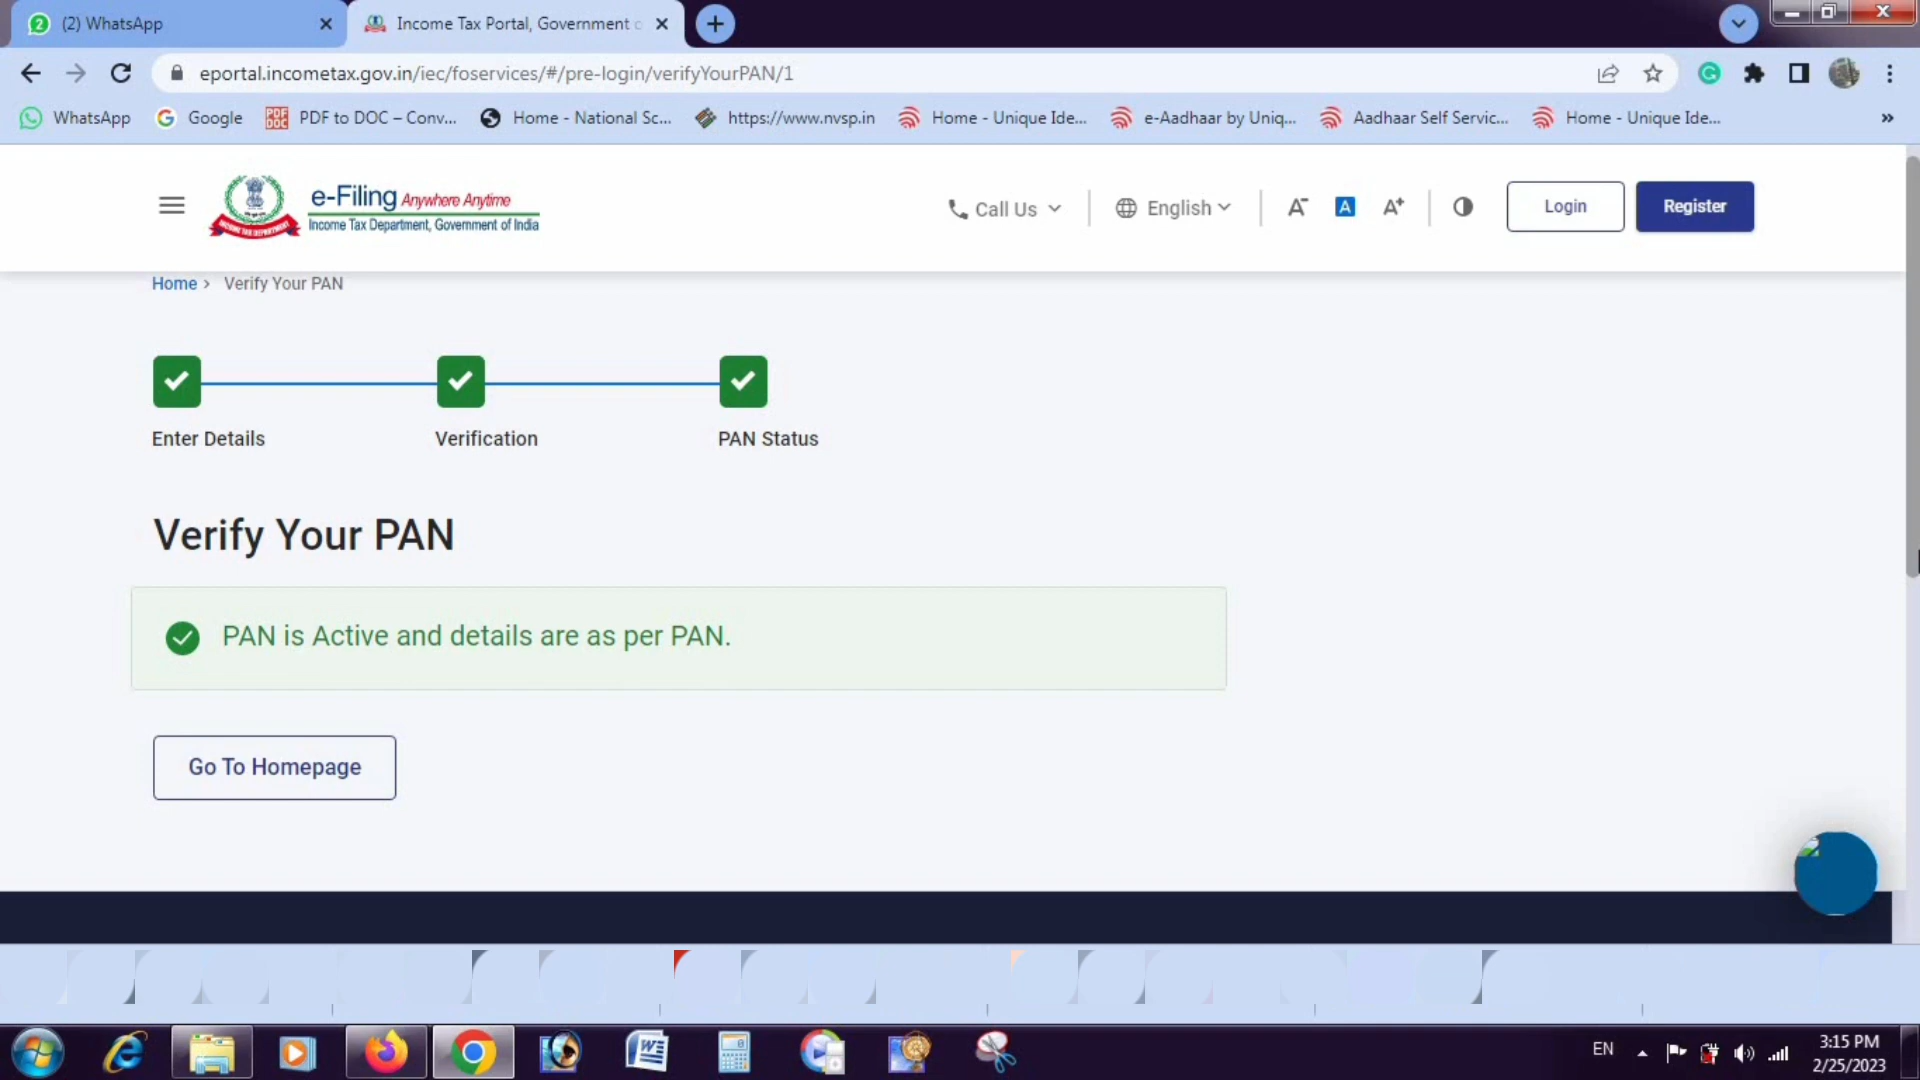 (2) WhatsApp
Income Tax Portal, Government
eportal.incometax.gov.in/iec/foservices/#/pre-login/verifyYourPAN/1
WhatsApp Google PDF to DOC – Conv... Home - National Sc... https://www.nvsp.in Home - Unique Ide... e-Aadhaar by Uniq... Aadhaar Self Servic... Home - Unique Ide... »
e-Filing Anywhere Anytime
Income Tax Department, Government of India
Call Us English A- A A+ Login Register
Home > Verify Your PAN
Enter Details Verification PAN Status
Verify Your PAN
PAN is Active and details are as per PAN.
Go To Homepage
EN
3:15 PM
2/25/2023